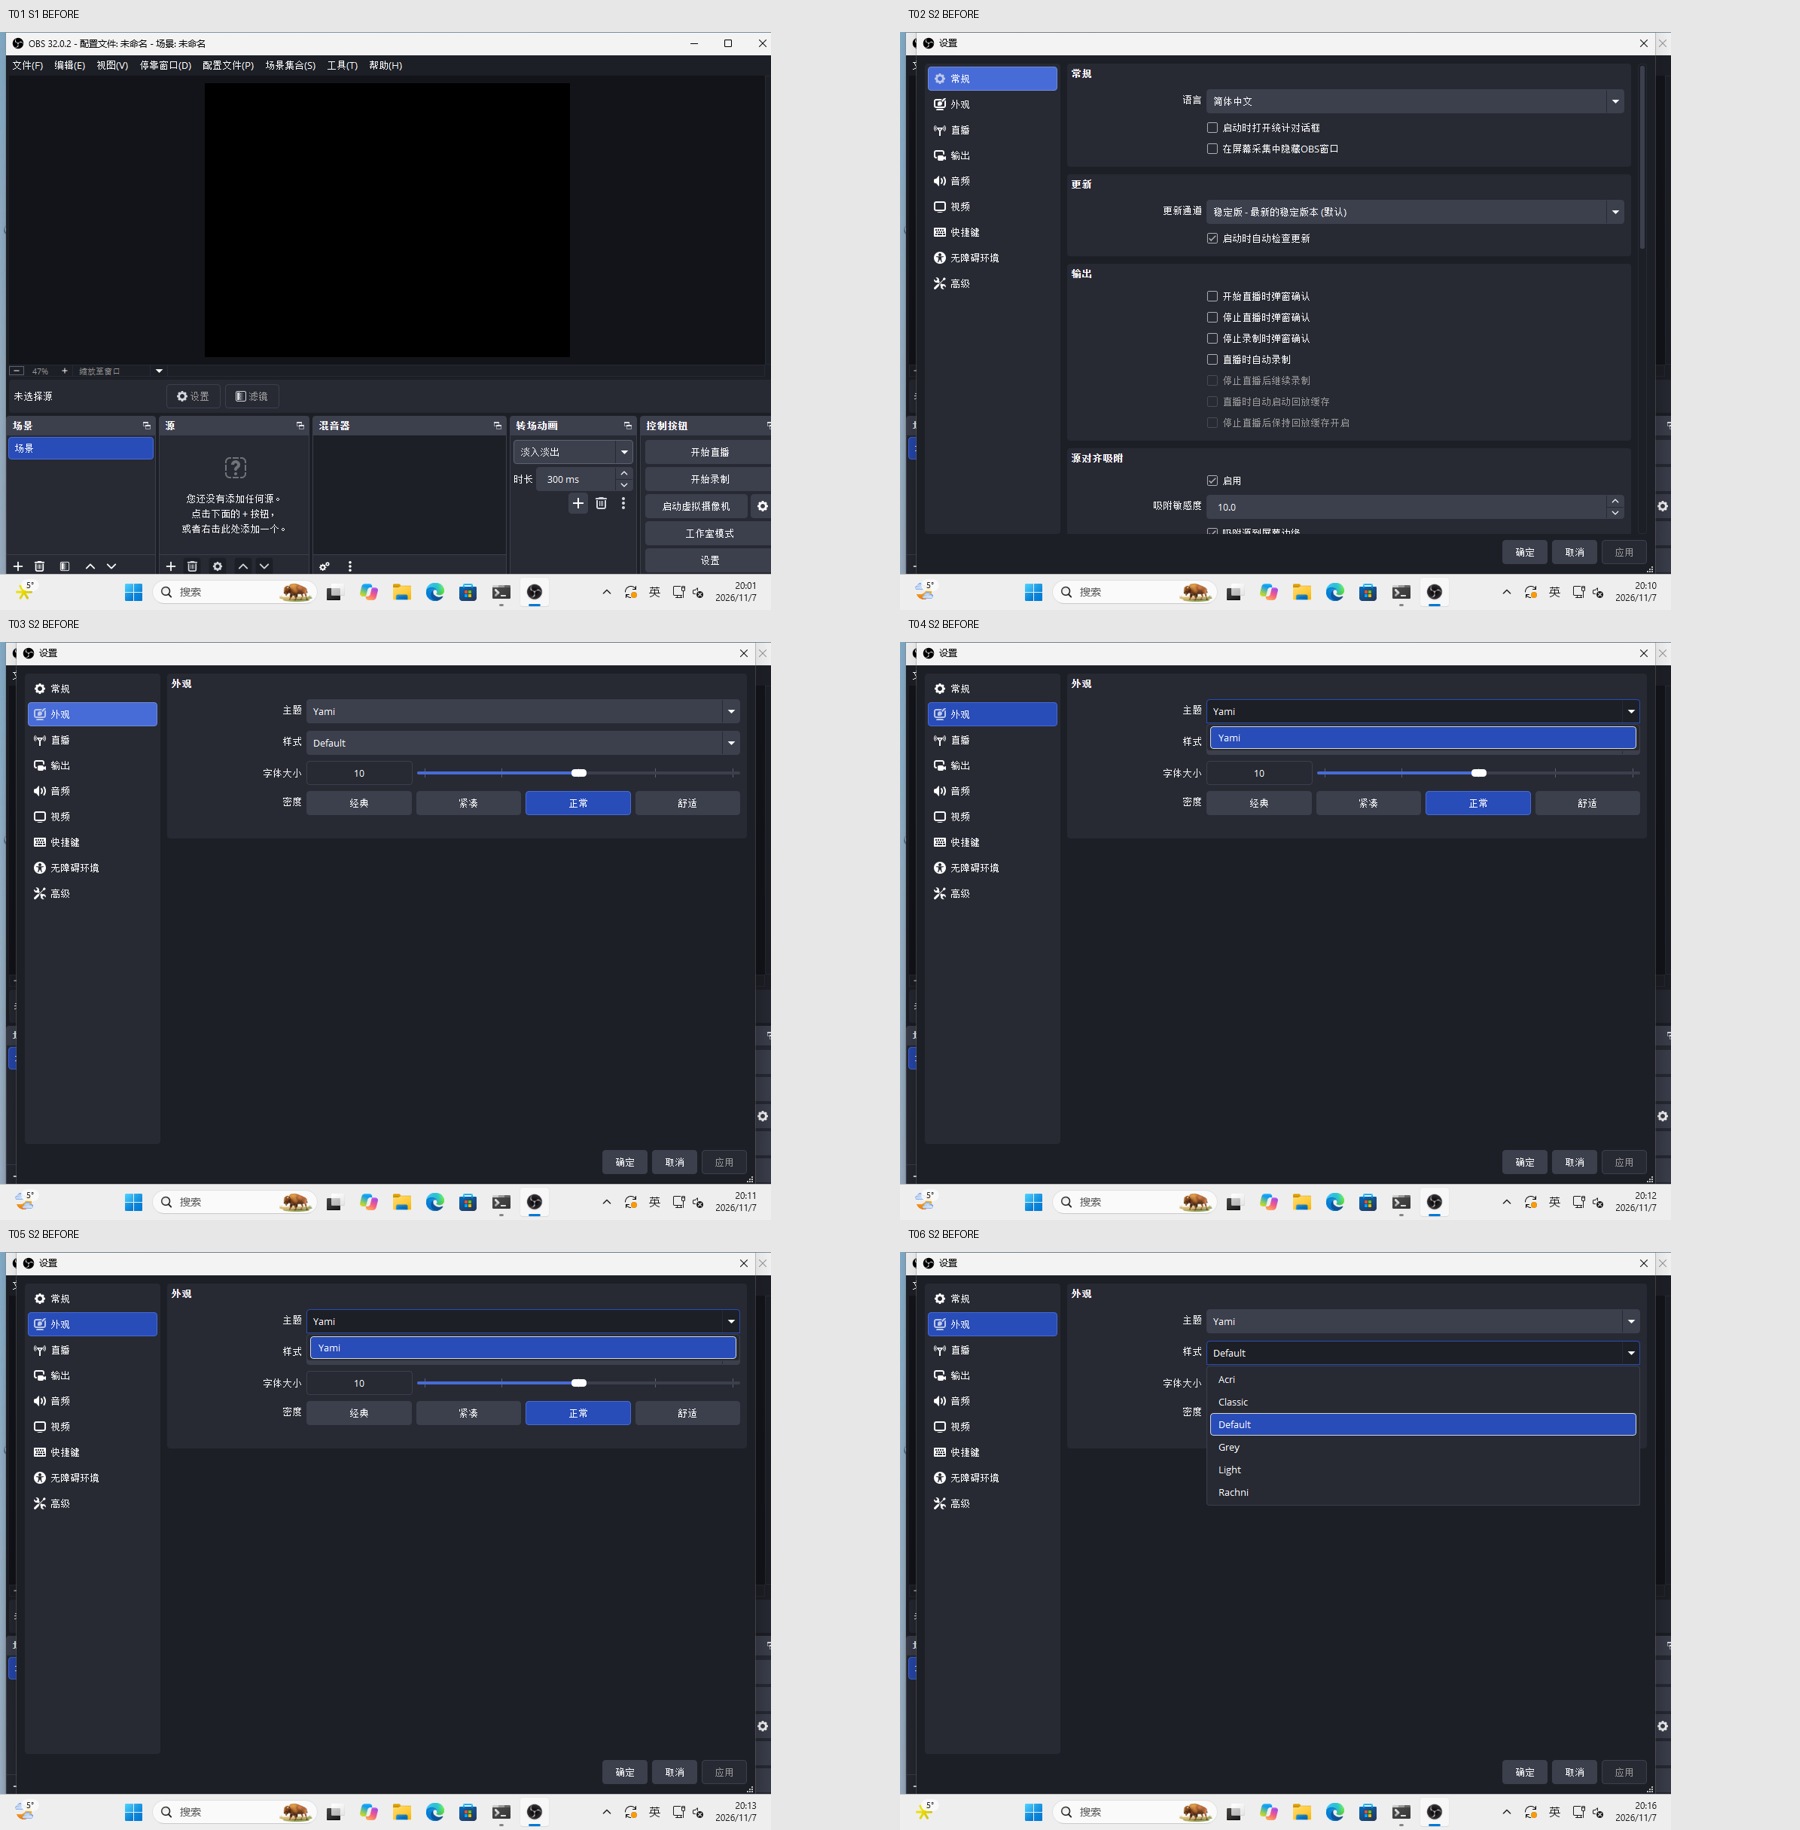 T01 S1 BEFORE
OBS 32.0.2 - 配置文件: 未命名 - 场景: 未命名
文件(F) 编辑(E) 视图(V) 停靠窗口(D) 配置文件(P) 场景集合(S) 工具(T) 帮助(H)
47% 缩放至窗口
未选择源 设置 滤镜
场景 源 混音器 转场动画 控制按钮
场景
淡入淡出
时长 300 ms
您还没有添加任何源。
点击下面的 + 按钮，
或者右击此处添加一个。
开始直播
开始录制
启动虚拟摄像机
工作室模式
设置
5° 搜索 英 20:01
2026/11/7
T02 S2 BEFORE
设置
常规
外观
直播
输出
音频
视频
快捷键
无障碍环境
高级
常规
语言 简体中文
启动时打开统计对话框
在屏幕采集中隐藏OBS窗口
更新
更新通道 稳定版 - 最新的稳定版本 (默认)
启动时自动检查更新
输出
开始直播时弹窗确认
停止直播时弹窗确认
停止录制时弹窗确认
直播时自动录制
停止直播后继续录制
直播时自动启动回放缓存
停止直播后保持回放缓存开启
源对齐吸附
启用
吸附敏感度 10.0
吸附源到屏幕边缘
确定 取消 应用
5° 搜索 英 20:10
2026/11/7
T03 S2 BEFORE
设置
常规
外观
直播
输出
音频
视频
快捷键
无障碍环境
高级
外观
主题 Yami
样式 Default
字体大小 10
密度 经典 紧凑 正常 舒适
确定 取消 应用
5° 搜索 英 20:11
2026/11/7
T04 S2 BEFORE
设置
常规
外观
直播
输出
音频
视频
快捷键
无障碍环境
高级
外观
主题 Yami
Yami
样式
字体大小 10
密度 经典 紧凑 正常 舒适
确定 取消 应用
5° 搜索 英 20:12
2026/11/7
T05 S2 BEFORE
设置
常规
外观
直播
输出
音频
视频
快捷键
无障碍环境
高级
外观
主题 Yami
Yami
样式
字体大小 10
密度 经典 紧凑 正常 舒适
确定 取消 应用
5° 搜索 英 20:13
2026/11/7
T06 S2 BEFORE
设置
常规
外观
直播
输出
音频
视频
快捷键
无障碍环境
高级
外观
主题 Yami
样式 Default
字体大小
密度
Acri
Classic
Default
Grey
Light
Rachni
确定 取消 应用
5° 搜索 英 20:16
2026/11/7